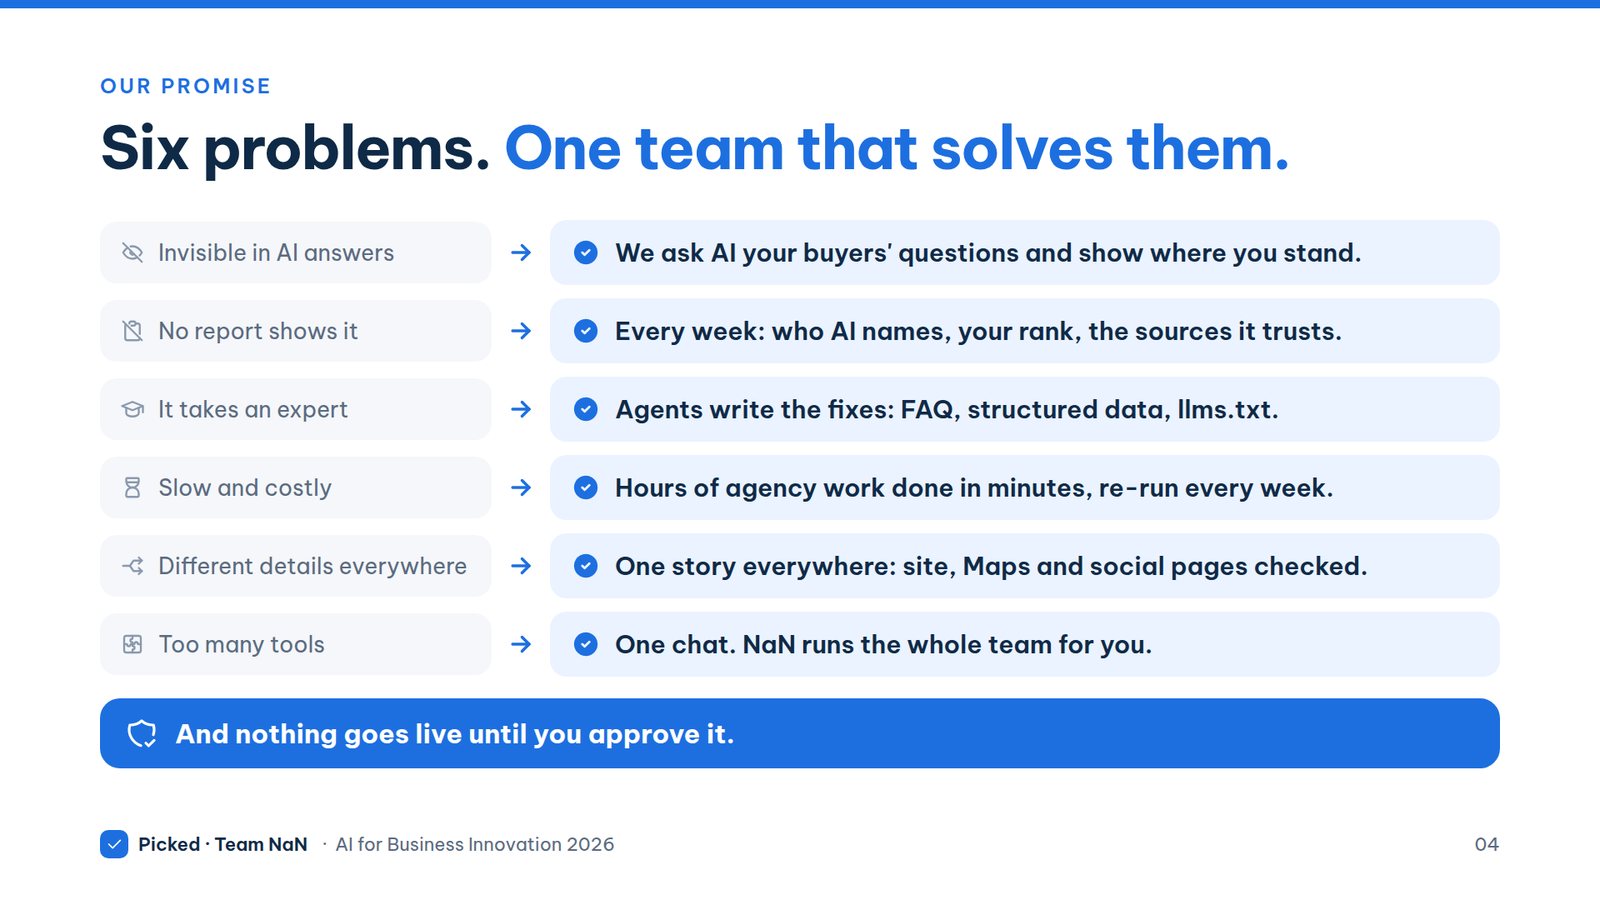 OUR PROMISE
Six problems. One team that solves them.
Invisible in AI answers → We ask AI your buyers' questions and show where you stand.
No report shows it → Every week: who AI names, your rank, the sources it trusts.
It takes an expert → Agents write the fixes: FAQ, structured data, llms.txt.
Slow and costly → Hours of agency work done in minutes, re-run every week.
Different details everywhere → One story everywhere: site, Maps and social pages checked.
Too many tools → One chat. NaN runs the whole team for you.
And nothing goes live until you approve it.
Picked · Team NaN · AI for Business Innovation 2026
04